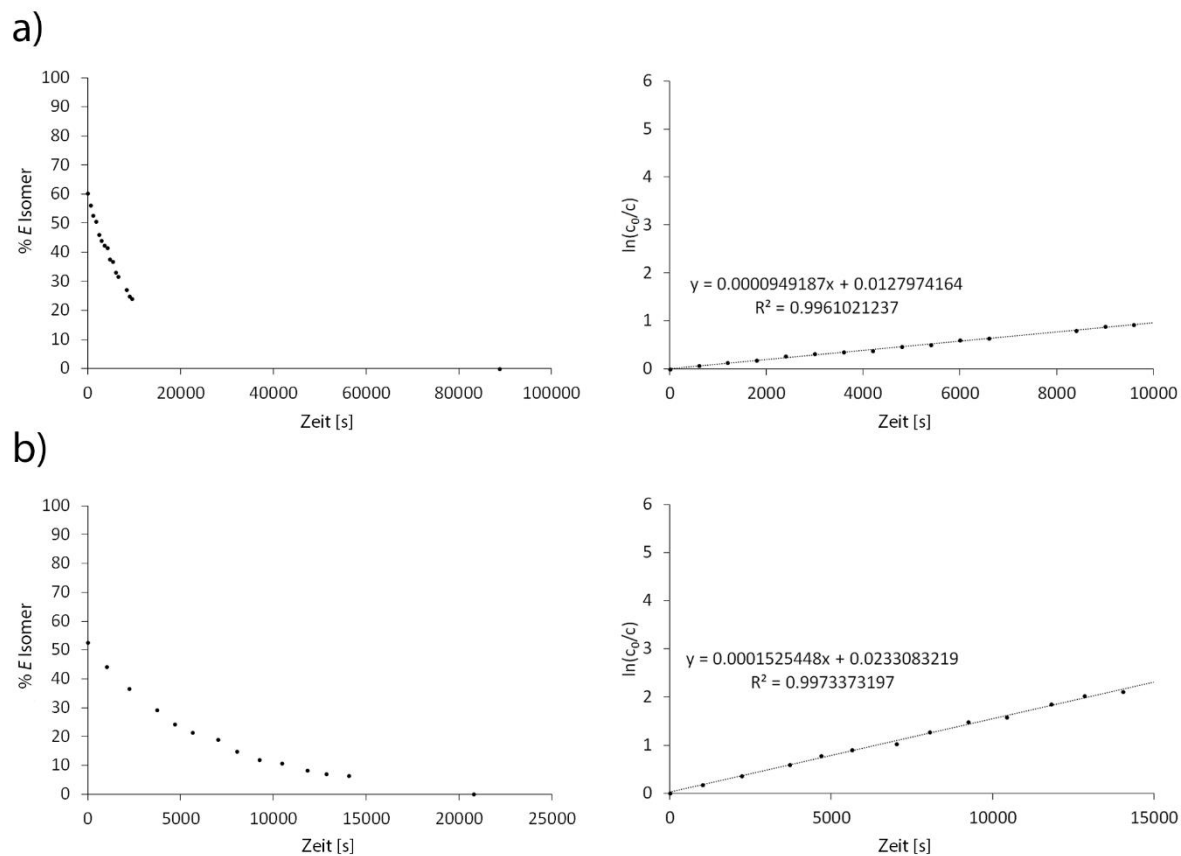 a)
100
90
80
70
60
50
40
30
20
10
0
% E Isomer
0 20000 40000 60000 80000 100000
Zeit [s]
6
5
4
3
2
1
0
ln(c₀/c)
y = 0.0000949187x + 0.0127974164
R² = 0.9961021237
0 2000 4000 6000 8000 10000
Zeit [s]
b)
100
90
80
70
60
50
40
30
20
10
0
% E Isomer
0 5000 10000 15000 20000 25000
Zeit [s]
6
5
4
3
2
1
0
ln(c₀/c)
y = 0.0001525448x + 0.0233083219
R² = 0.9973373197
0 5000 10000 15000
Zeit [s]